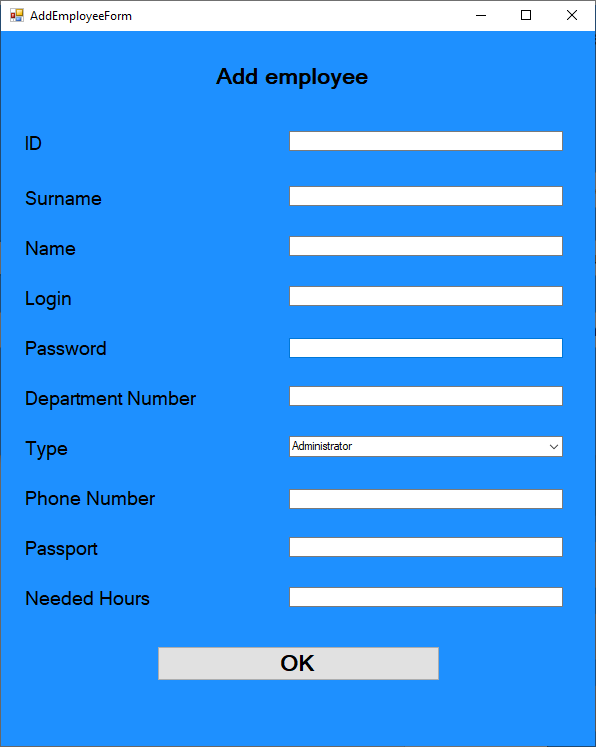 AddEmployeeForm
Add employee
ID
Surname
Name
Login
Password
Department Number
Type
Administrator
Phone Number
Passport
Needed Hours
OK